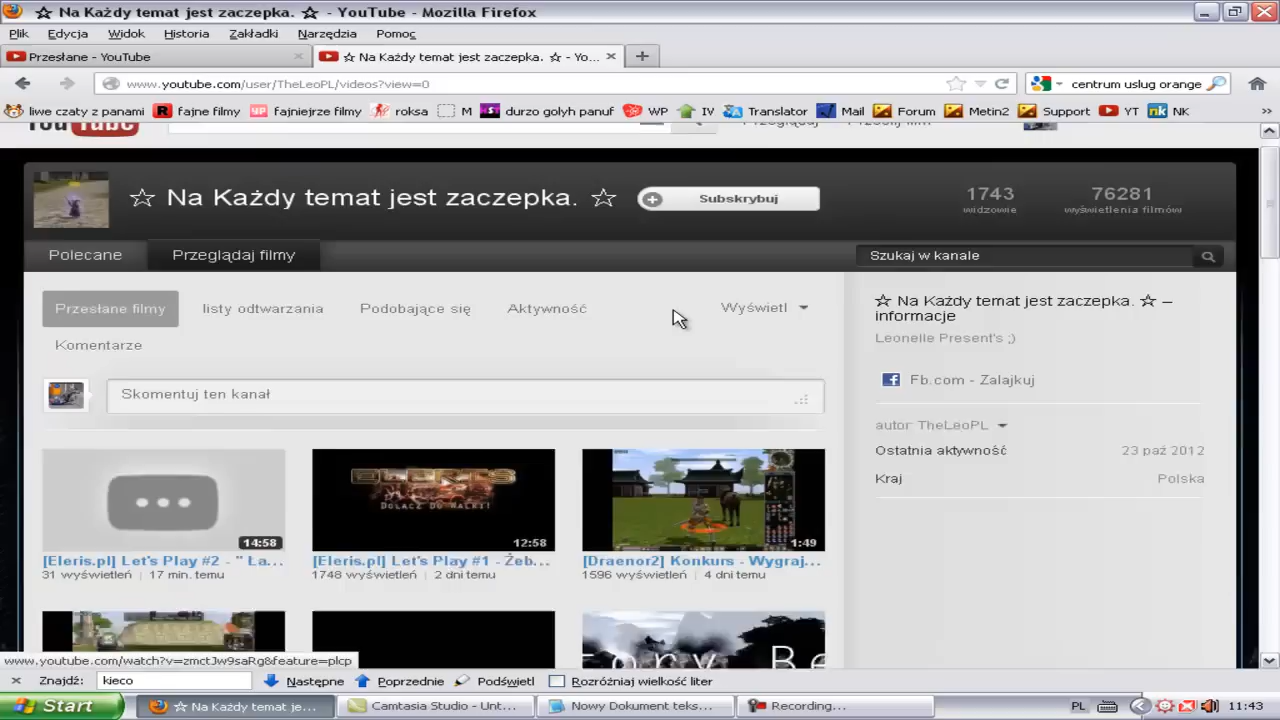 ☆ Na Każdy temat jest zaczepka. ☆ - YouTube - Mozilla Firefox
Plik Edycja Widok Historia Zakładki Narzędzia Pomoc
Przesłane - YouTube
☆ Na Każdy temat jest zaczepka. ☆ - Yo...
www.youtube.com/user/TheLeoPL/videos?view=0
centrum uslug orange
liwe czaty z panami fajne filmy fajniejrze filmy roksa M durzo golyh panuf WP IV Translator Mail Forum Metin2 Support YT NK
YouTube
☆ Na Każdy temat jest zaczepka. ☆
Subskrybuj
1743
widzowie
76281
wyświetlenia filmów
Polecane Przeglądaj filmy
Szukaj w kanale
Przesłane filmy listy odtwarzania Podobające się Aktywność Wyświetl
Komentarze
Skomentuj ten kanał
☆ Na Każdy temat jest zaczepka. ☆ –
informacje
Leonelle Present's ;)
Fb.com - Zalajkuj
autor: TheLeoPL
Ostatnia aktywność 23 paź 2012
Kraj Polska
ELERIS
DOŁĄCZ DO WALKI!
14:58
12:58
1:49
[Eleris.pl] Let's Play #2 - " Ła...
31 wyświetleń | 17 min. temu
[Eleris.pl] Let's Play #1 - Żeb...
1748 wyświetleń | 2 dni temu
[Draenor2] Konkurs - Wygraj...
1596 wyświetleń | 4 dni temu
www.youtube.com/watch?v=zmctJw9saRg&feature=plcp
Znajdź: kieco Następne Poprzednie Podświetl Rozróżniaj wielkość liter
Start
☆ Na Każdy temat je...
Camtasia Studio - Unt...
Nowy Dokument teks...
Recording...
PL
11:43